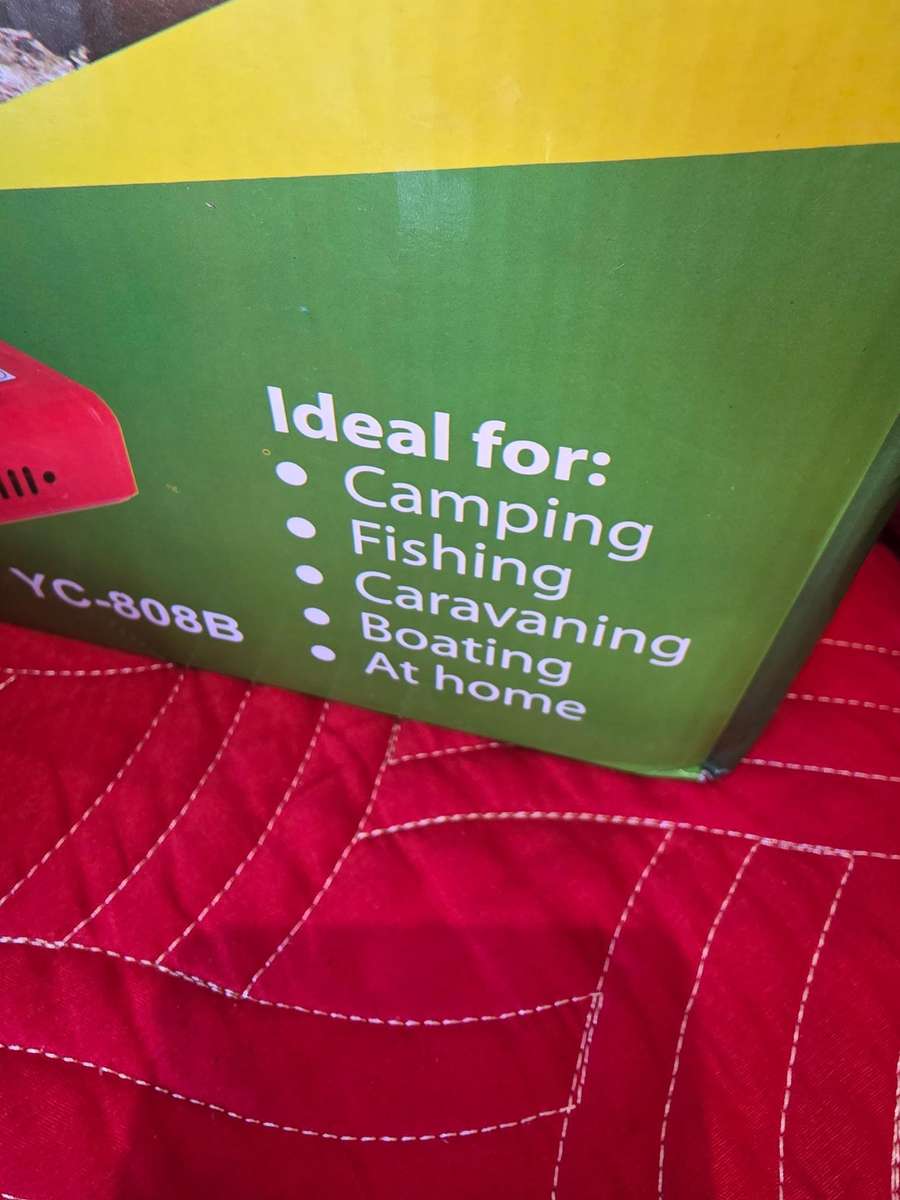 Ideal for:
• Camping
• Fishing
• Caravaning
• Boating
• At home
YC-808B